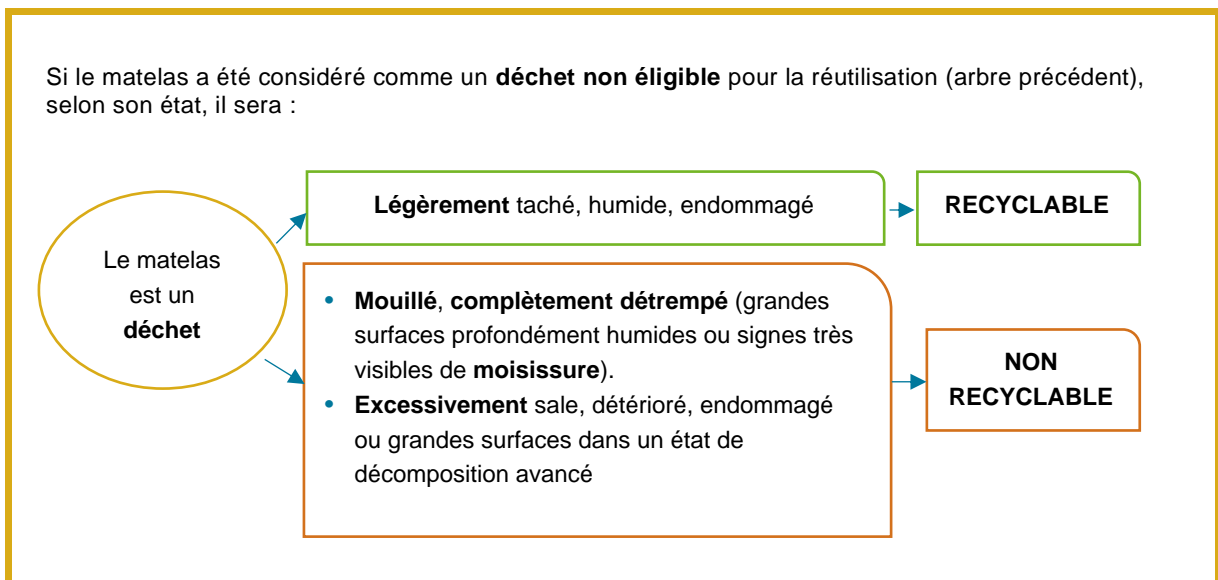 Si le matelas a été considéré comme un déchet non éligible pour la réutilisation (arbre précédent),
selon son état, il sera :
Légèrement taché, humide, endommagé
RECYCLABLE
Le matelas
est un
déchet
• Mouillé, complètement détrempé (grandes
surfaces profondément humides ou signes très
visibles de moisissure).
• Excessivement sale, détérioré, endommagé
ou grandes surfaces dans un état de
décomposition avancé
NON
RECYCLABLE